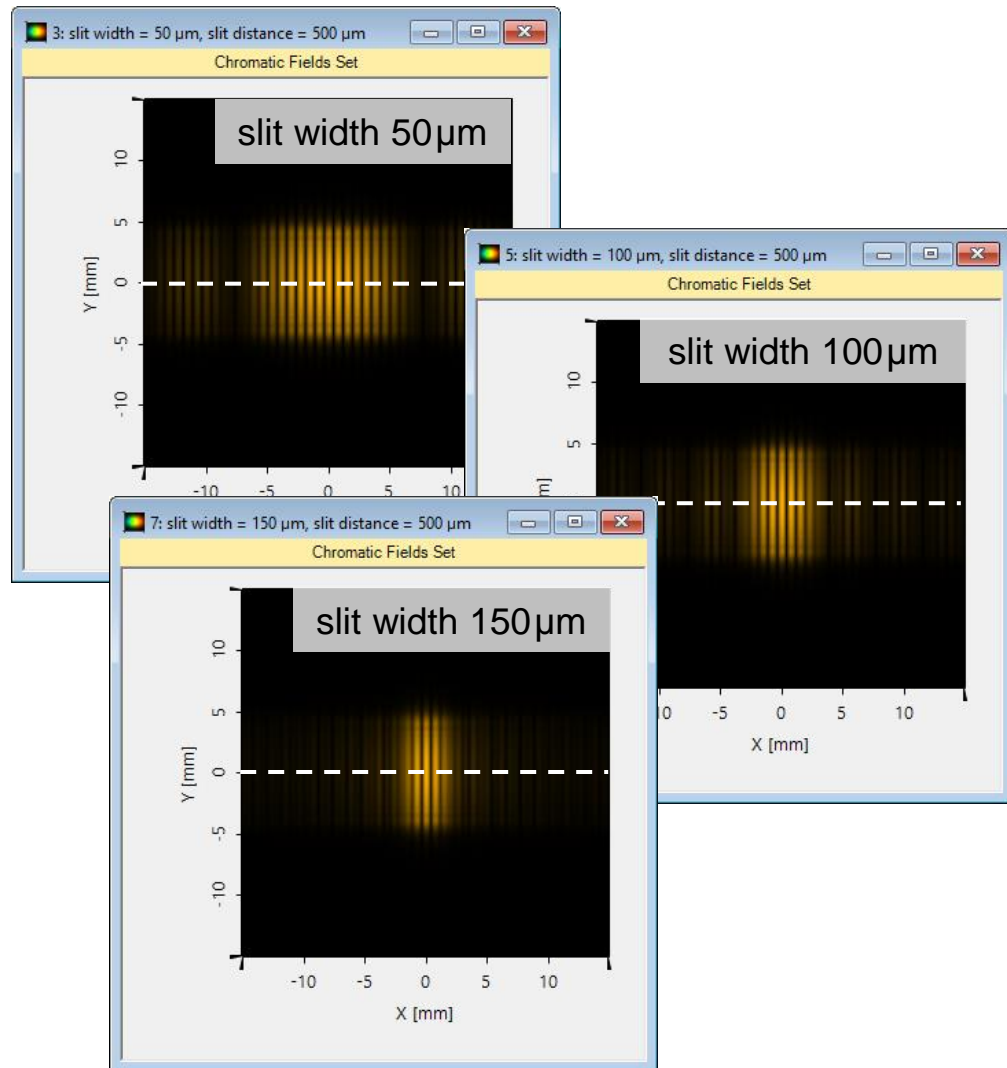 3: slit width = 50 µm, slit distance = 500 µm
Chromatic Fields Set
slit width 50µm
10
5
0
-5
-10
Y [mm]
-10 -5 0 5 10
5: slit width = 100 µm, slit distance = 500 µm
Chromatic Fields Set
slit width 100µm
10
5
-5 0 5 10
X [mm]
7: slit width = 150 µm, slit distance = 500 µm
Chromatic Fields Set
slit width 150µm
10
5
0
-5
-10
Y [mm]
-10 -5 0 5 10
X [mm]